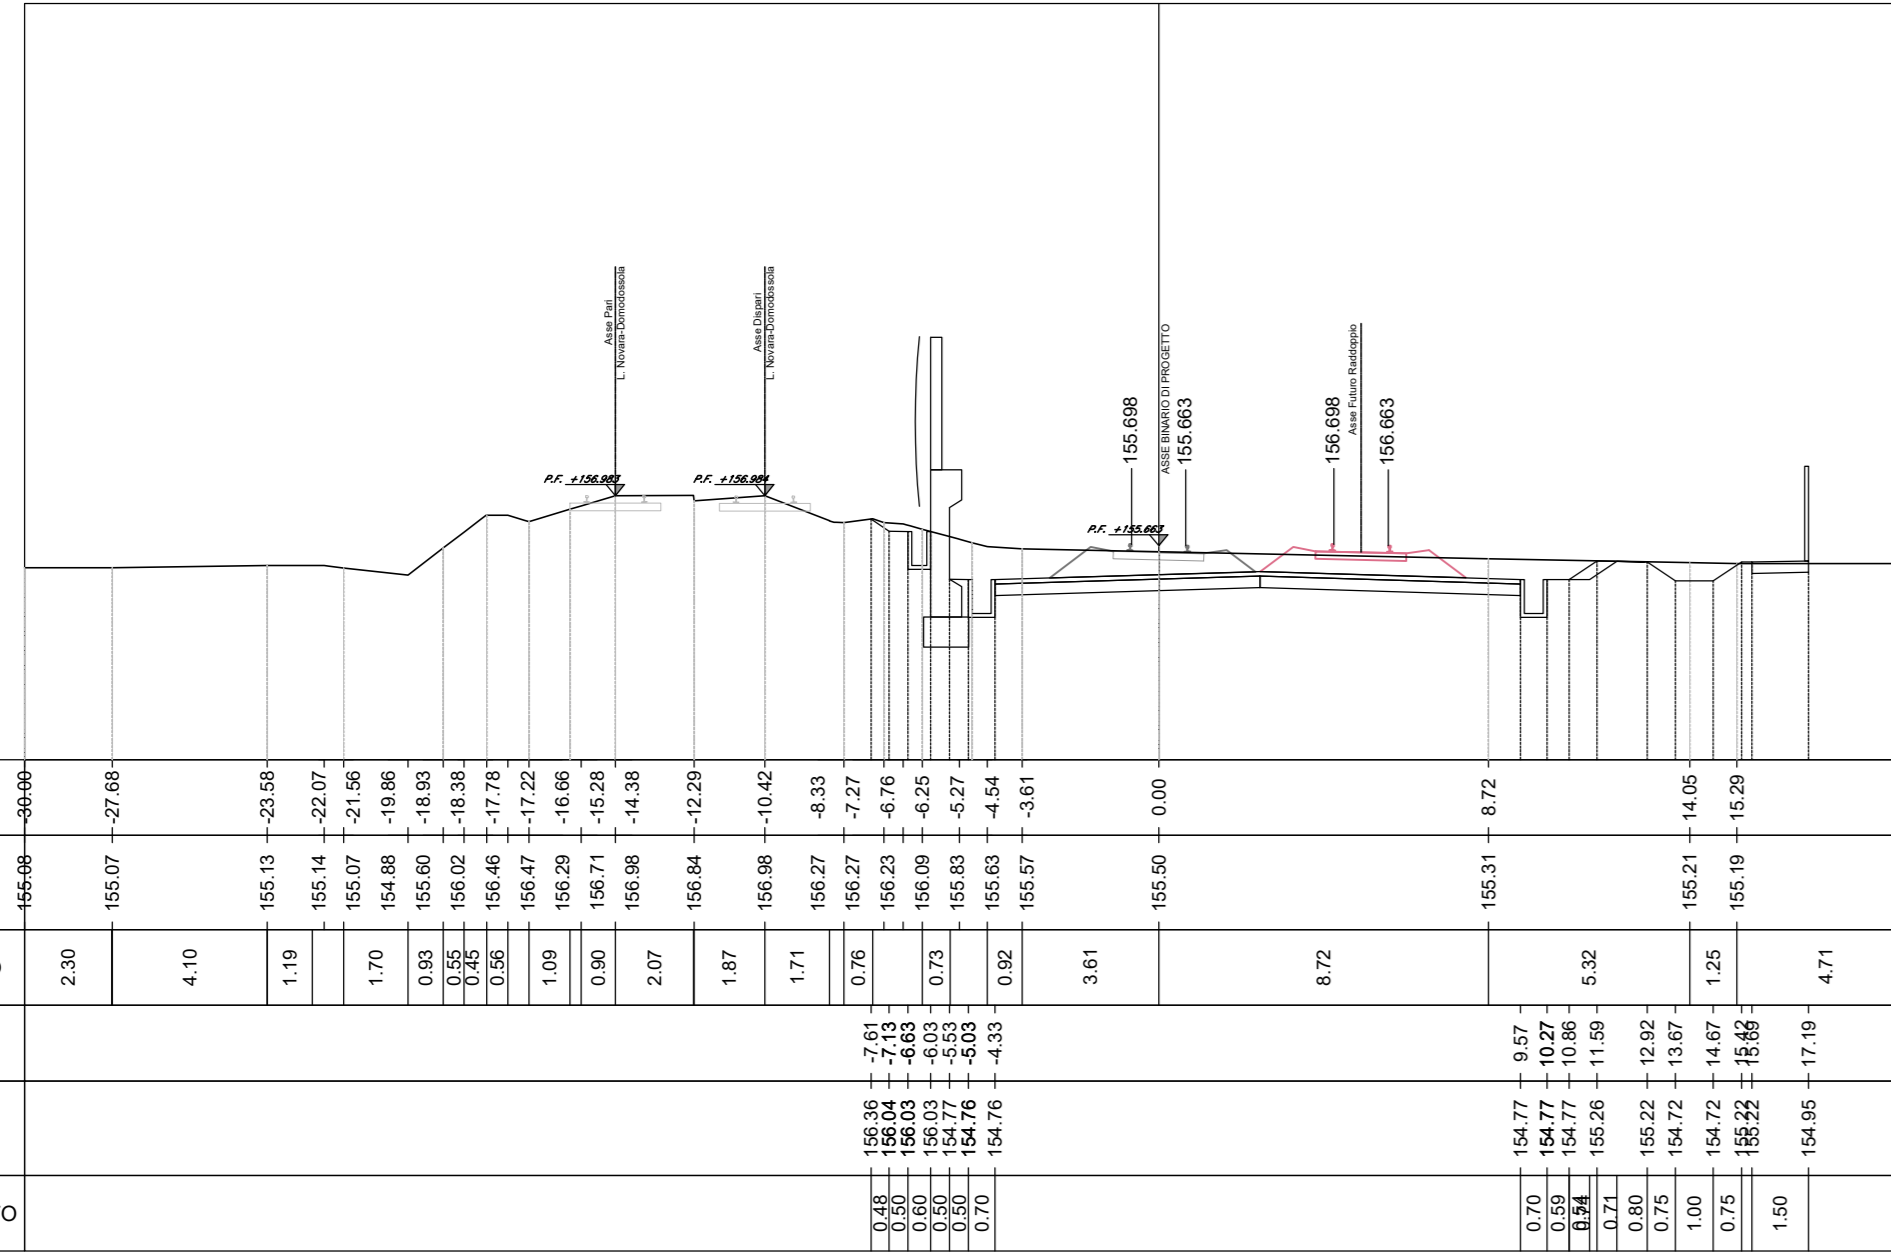 Asse Pari
L. Novara-Domodossola
Asse Dispari
L. Novara-Domodossola
ASSE BINARIO DI PROGETTO
Asse Futuro Raddoppio
155.698
155.663
156.698
156.663
P.F. +156.983
P.F. +156.984
P.F. +155.663
-30.00 -27.68 -23.58 -22.07 -21.56 -19.86 -18.93 -18.38 -17.78 -17.22 -16.66 -15.28 -14.38 -12.29 -10.42 -8.33 -7.27 -6.76 -6.25 -5.27 -4.54 -3.61 0.00 8.72 14.05 15.29
155.08 155.07 155.13 155.14 155.07 154.88 155.60 156.02 156.46 156.47 156.29 156.71 156.98 156.84 156.98 156.27 156.27 156.23 156.09 155.83 155.63 155.57 155.50 155.31 155.21 155.19
2.30 4.10 1.19 1.70 0.93 0.55 0.45 0.56 1.09 0.90 2.07 1.87 1.71 0.76 0.73 0.92 3.61 8.72 5.32 1.25 4.71
-7.61 -7.13 -6.63 -6.03 -5.53 -5.03 -4.33 9.57 10.27 10.86 11.59 12.92 13.67 14.67 15.42 15.69 17.19
156.36 156.04 156.03 156.03 154.77 154.76 154.76 154.77 154.77 154.77 155.26 155.22 154.72 154.72 155.22 155.22 154.95
O 0.48 0.50 0.60 0.50 0.50 0.70 0.70 0.59 0.71 0.80 0.75 1.00 0.75 1.50